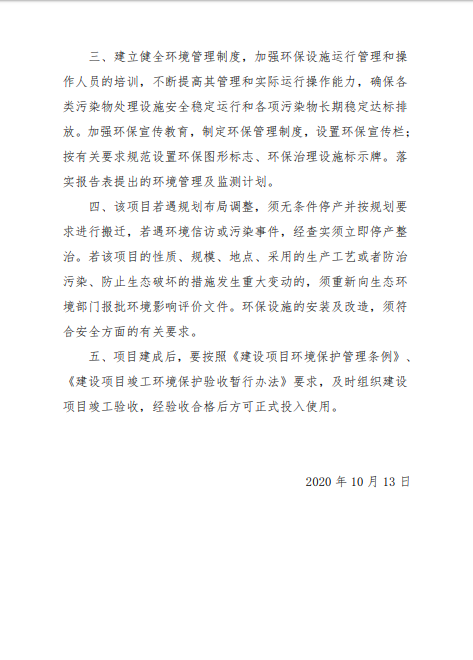 三、建立健全环境管理制度，加强环保设施运行管理和操
作人员的培训，不断提高其管理和实际运行操作能力，确保各
类污染物处理设施安全稳定运行和各项污染物长期稳定达标排
放。加强环保宣传教育，制定环保管理制度，设置环保宣传栏；
按有关要求规范设置环保图形标志、环保治理设施标示牌。落
实报告表提出的环境管理及监测计划。
四、该项目若遇规划布局调整，须无条件停产并按规划要
求进行搬迁，若遇环境信访或污染事件，经查实须立即停产整
治。若该项目的性质、规模、地点、采用的生产工艺或者防治
污染、防止生态破坏的措施发生重大变动的，须重新向生态环
境部门报批环境影响评价文件。环保设施的安装及改造，须符
合安全方面的有关要求。
五、项目建成后，要按照《建设项目环境保护管理条例》、
《建设项目竣工环境保护验收暂行办法》要求，及时组织建设
项目竣工验收，经验收合格后方可正式投入使用。
2020 年 10 月 13 日